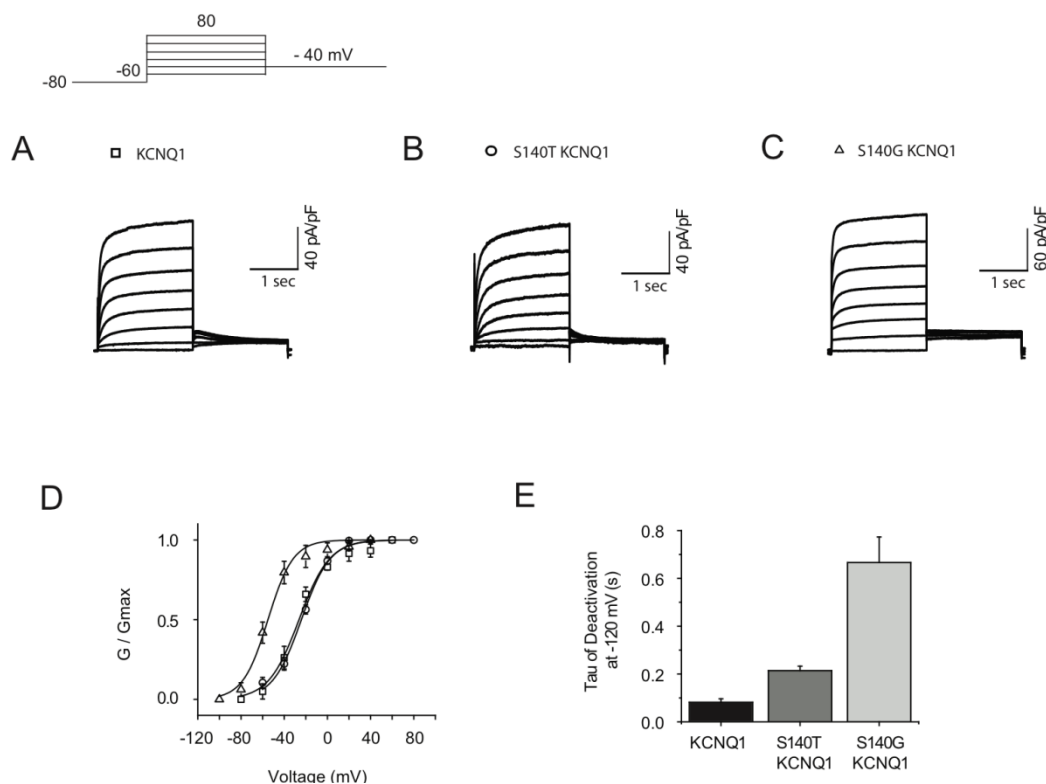 80
- 40 mV
-60
-80
A
KCNQ1
B
S140T KCNQ1
C
S140G KCNQ1
40 pA/pF
1 sec
40 pA/pF
1 sec
60 pA/pF
1 sec
D
G / Gmax
1.0
0.5
0.0
-120 -80 -40 0 40 80
Voltage (mV)
E
Tau of Deactivation
at -120 mV (s)
0.8
0.6
0.4
0.2
0.0
KCNQ1
S140T
KCNQ1
S140G
KCNQ1